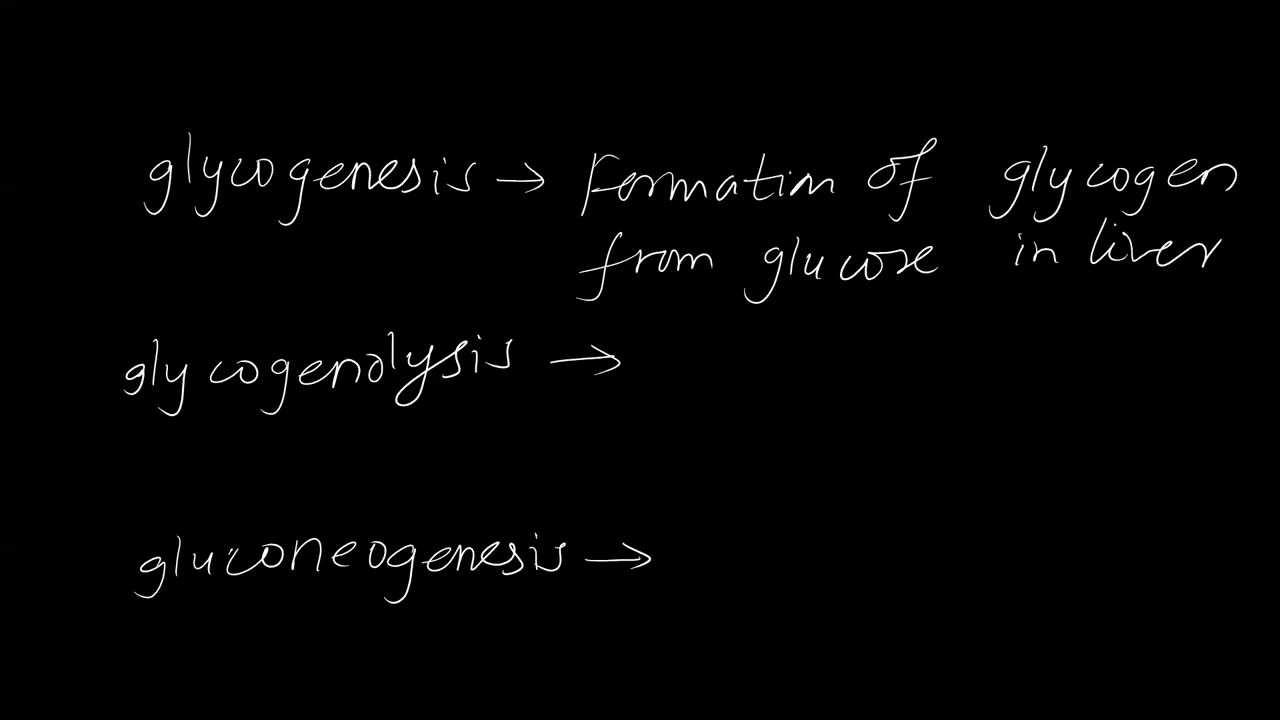 glycogenesis → Formation of glycogen
from glucose in liver
glycogenolysis →
gluconeogenesis →